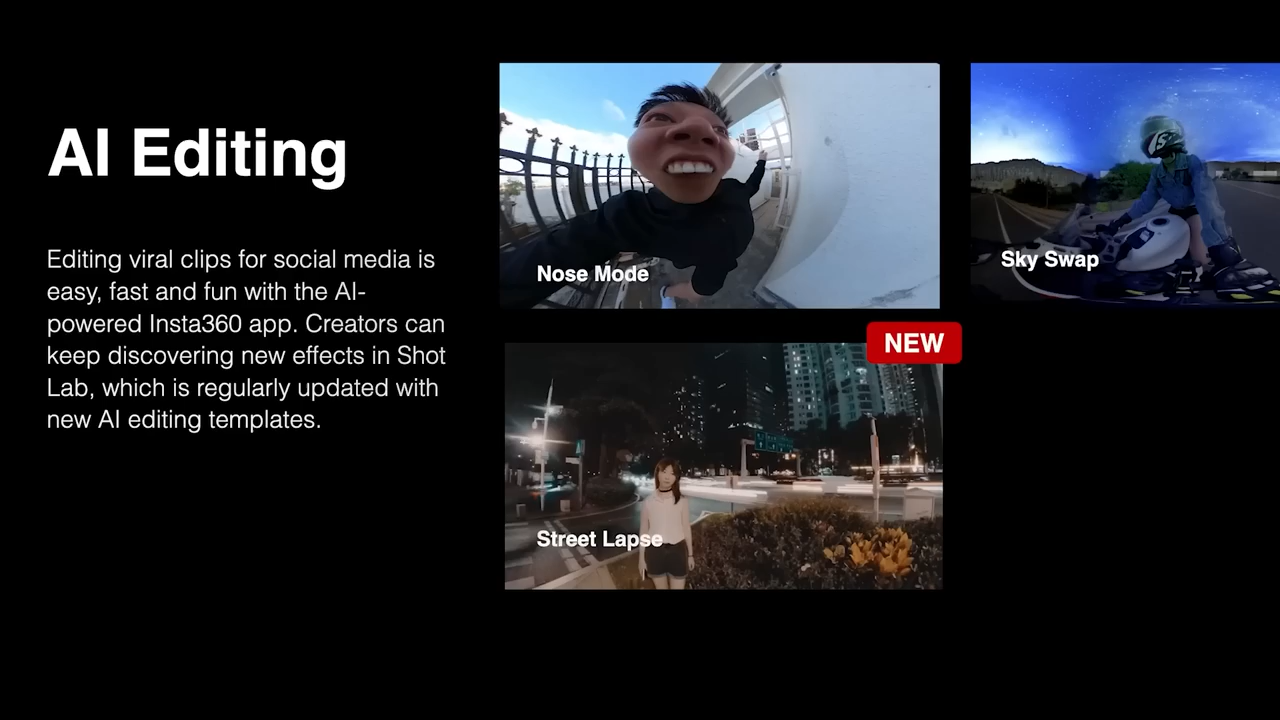 AI Editing
Editing viral clips for social media is
easy, fast and fun with the AI-
powered Insta360 app. Creators can
keep discovering new effects in Shot
Lab, which is regularly updated with
new AI editing templates.
Nose Mode
Sky Swap
NEW
Street Lapse